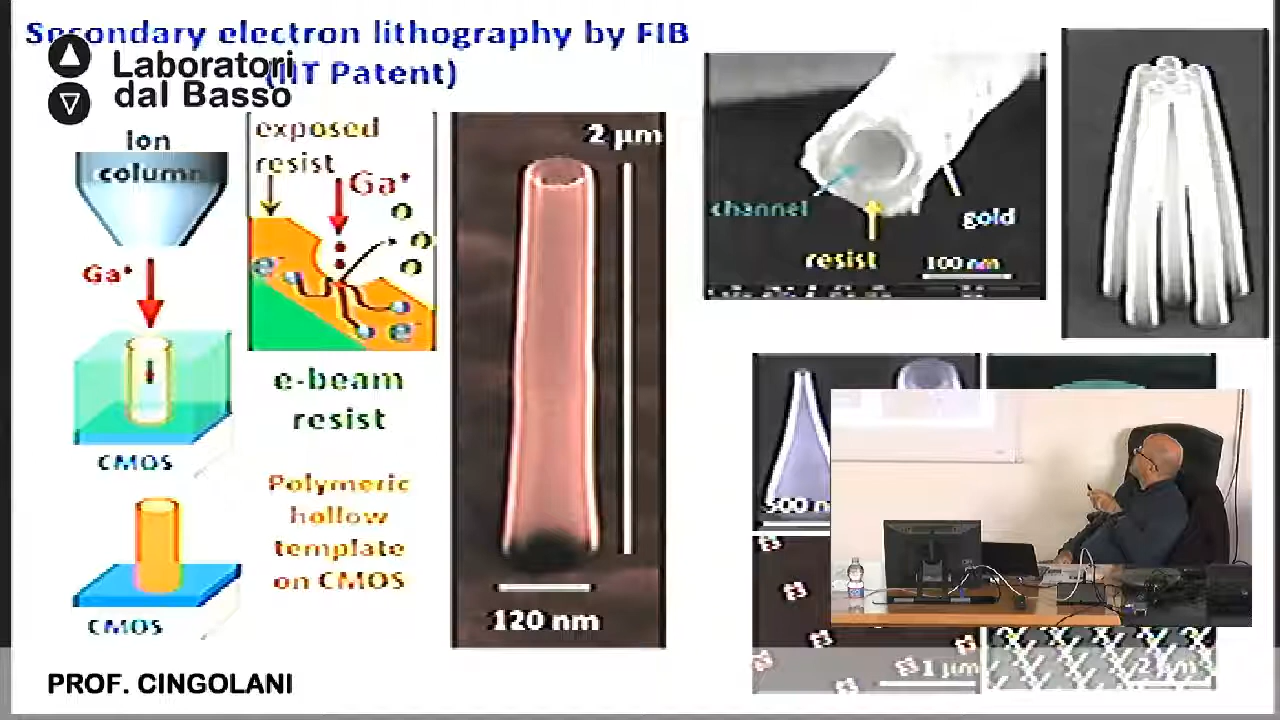 Secondary electron lithography by FIB
(IIT Patent)
Laboratori
dal Basso
Ion
column
Ga⁺
CMOS
CMOS
exposed
resist
Ga⁺
e⁻
e⁻
e-beam
resist
Polymeric
hollow
template
on CMOS
2 µm
120 nm
channel
gold
resist
100 nm
500 n
1 µm
2 µm
PROF. CINGOLANI